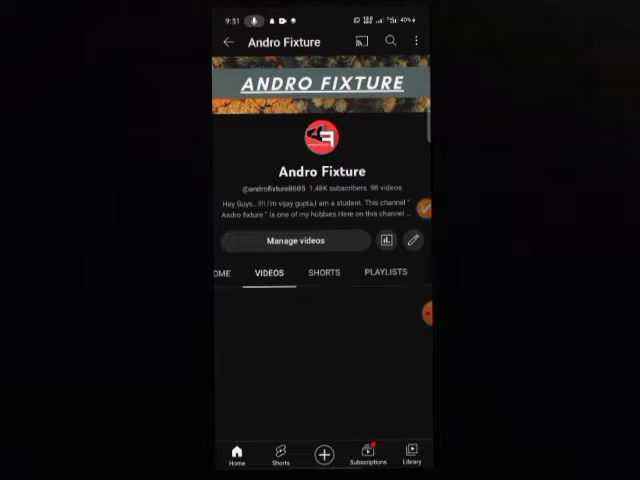 9:31
40%
Andro Fixture
ANDRO FIXTURE
Andro Fixture
@androfixture8605 1.48K subscribers 98 videos
Hey Guys...!!! I'm vijay gupta,I am a student. This channel "
Andro fixture " is one of my hobbies.Here on this channel ..
Manage videos
OME VIDEOS SHORTS PLAYLISTS
Home Shorts Subscriptions Library